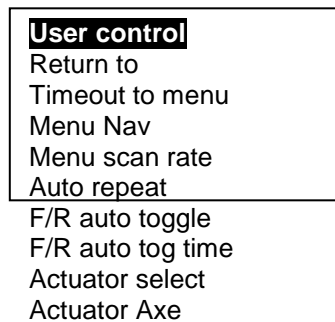 User control
Return to
Timeout to menu
Menu Nav
Menu scan rate
Auto repeat
F/R auto toggle
F/R auto tog time
Actuator select
Actuator Axe